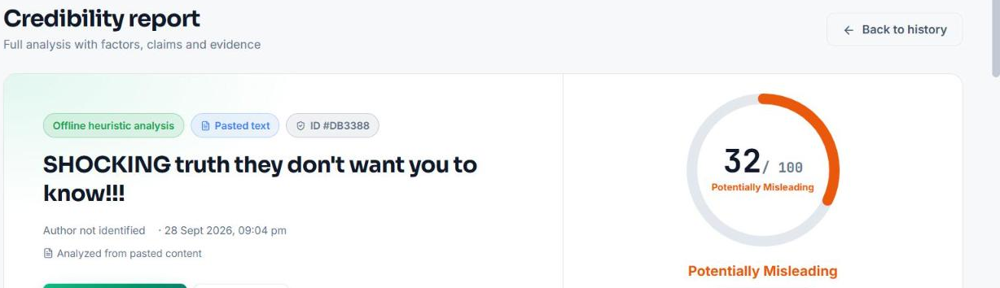 Credibility report
Full analysis with factors, claims and evidence
← Back to history
Offline heuristic analysis
Pasted text
ID #DB3388
SHOCKING truth they don't want you to
know!!!
Author not identified · 28 Sept 2026, 09:04 pm
Analyzed from pasted content
32 / 100
Potentially Misleading
Potentially Misleading